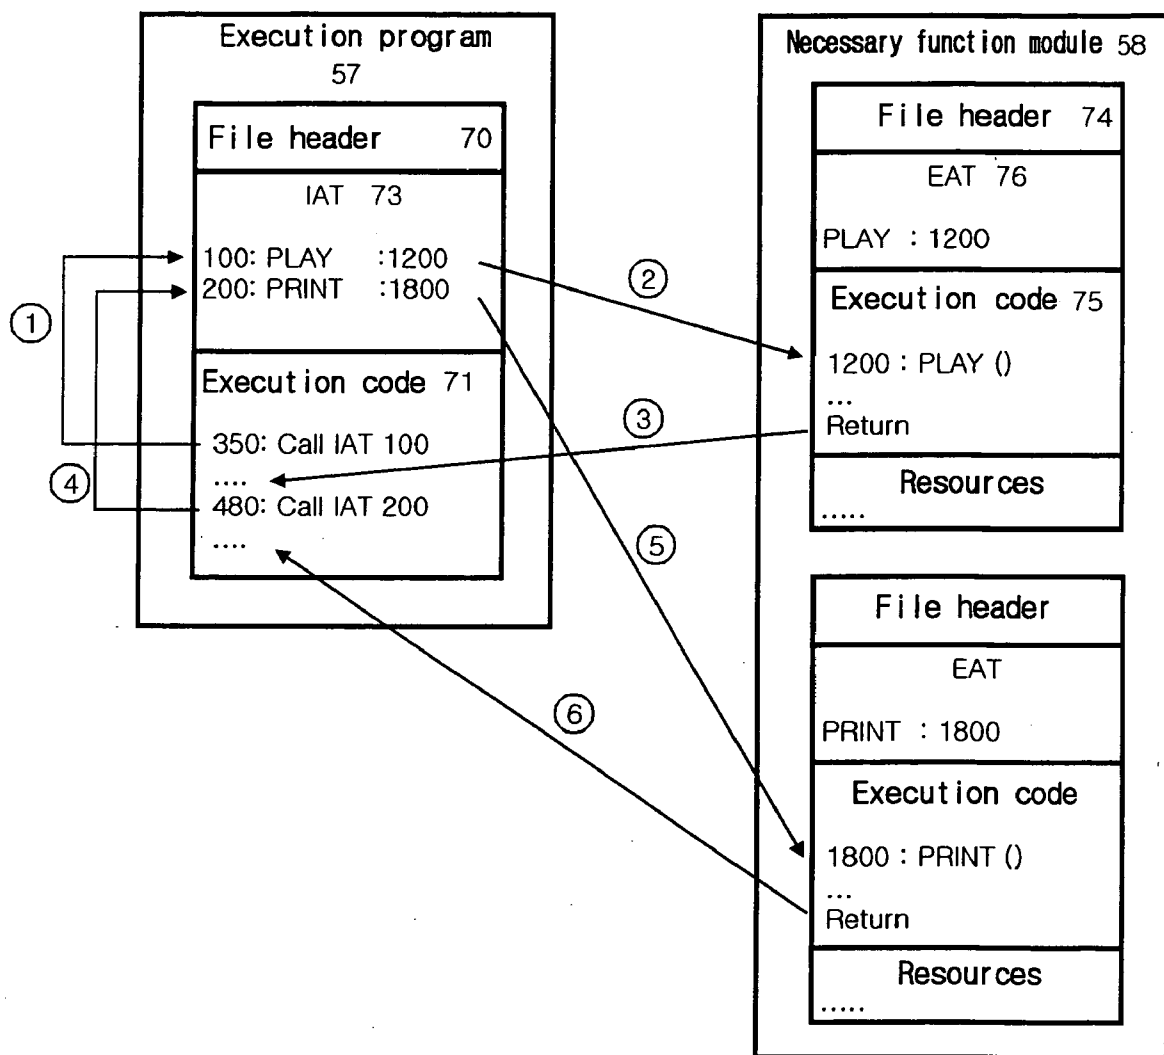 Execution program
57
File header 70
IAT 73
100: PLAY :1200
200: PRINT :1800
Execution code 71
350: Call IAT 100
....
480: Call IAT 200
....
①
④
②
③
⑤
⑥
Necessary function module 58
File header 74
EAT 76
PLAY : 1200
Execution code 75
1200 : PLAY ()
...
Return
Resources
.....
File header
EAT
PRINT : 1800
Execution code
1800 : PRINT ()
...
Return
Resources
.....